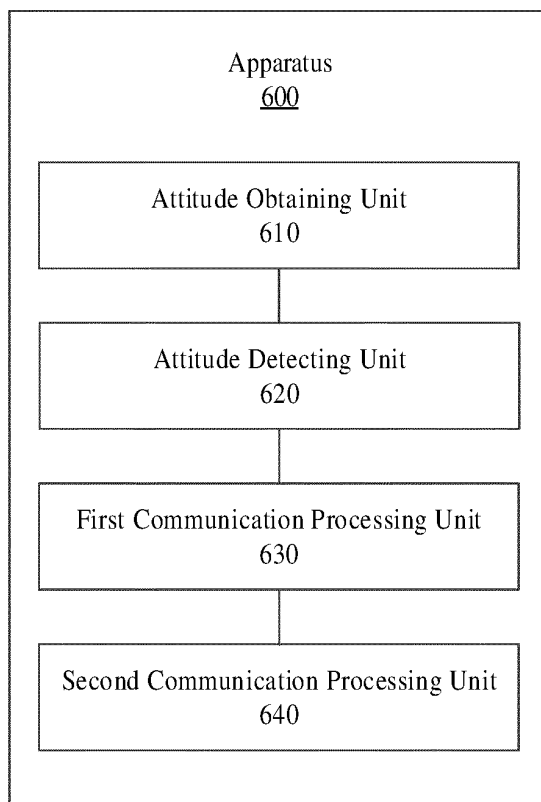 Apparatus
600
Attitude Obtaining Unit
610
Attitude Detecting Unit
620
First Communication Processing Unit
630
Second Communication Processing Unit
640